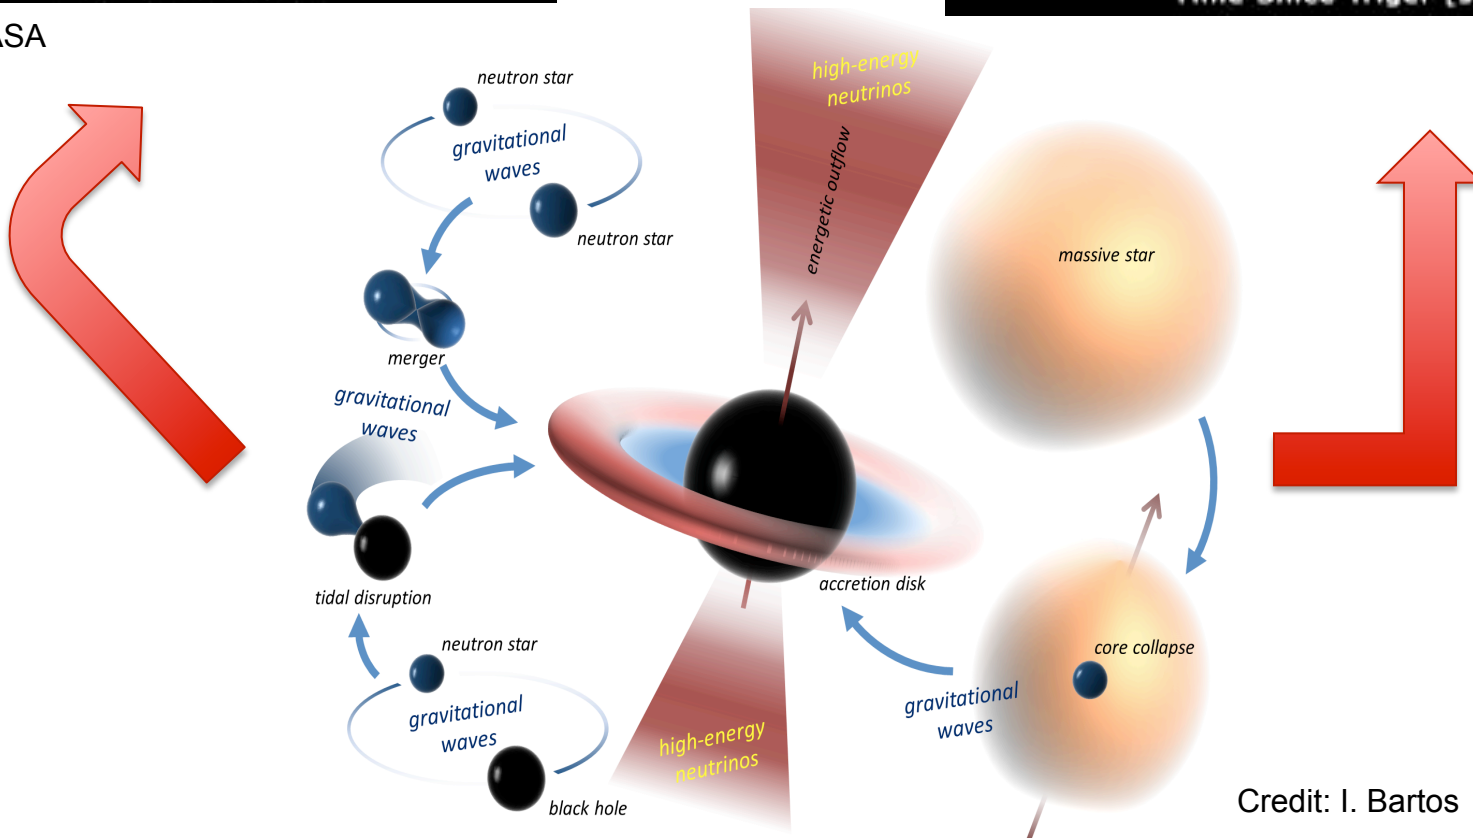 neutron star
gravitational
waves
neutron star
merger
gravitational
waves
tidal disruption
neutron star
gravitational
waves
black hole
high-energy
neutrinos
energetic outflow
accretion disk
high-energy
neutrinos
massive star
core collapse
gravitational
waves
Credit: I. Bartos